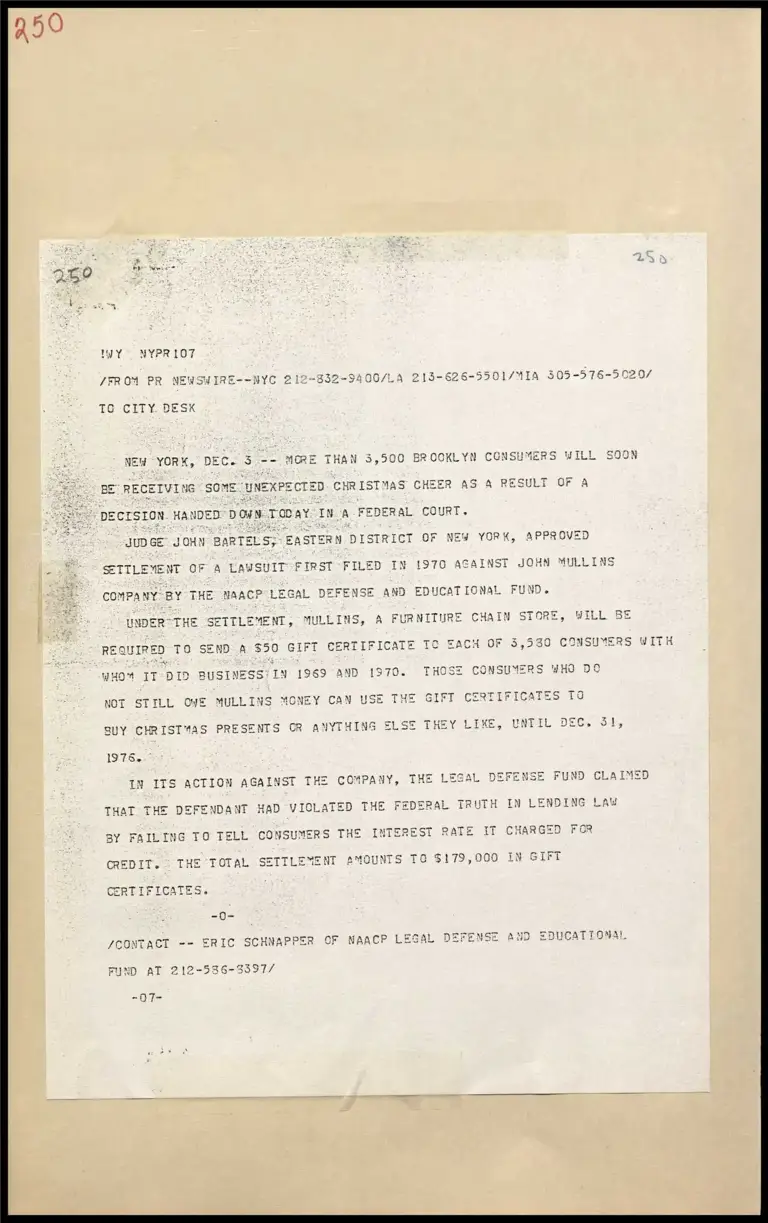 250
250
250
!WY NYPR107
/FROM PR NEWSWIRE--NYC 212-832-9400/LA 213-626-5501/MIA 305-576-5020/
TO CITY DESK
NEW YORK, DEC. 3 -- MORE THAN 3,500 BROOKLYN CONSUMERS WILL SOON
BE RECEIVING SOME UNEXPECTED CHRISTMAS CHEER AS A RESULT OF A
DECISION HANDED DOWN TODAY IN A FEDERAL COURT.
JUDGE JOHN BARTELS, EASTERN DISTRICT OF NEW YORK, APPROVED
SETTLEMENT OF A LAWSUIT FIRST FILED IN 1970 AGAINST JOHN MULLINS
COMPANY BY THE NAACP LEGAL DEFENSE AND EDUCATIONAL FUND.
UNDER THE SETTLEMENT, MULLINS, A FURNITURE CHAIN STORE, WILL BE
REQUIRED TO SEND A $50 GIFT CERTIFICATE TO EACH OF 3,580 CONSUMERS WITH
WHOM IT DID BUSINESS IN 1969 AND 1970. THOSE CONSUMERS WHO DO
NOT STILL OWE MULLINS MONEY CAN USE THE GIFT CERTIFICATES TO
BUY CHRISTMAS PRESENTS OR ANYTHING ELSE THEY LIKE, UNTIL DEC. 31,
1976.
IN ITS ACTION AGAINST THE COMPANY, THE LEGAL DEFENSE FUND CLAIMED
THAT THE DEFENDANT HAD VIOLATED THE FEDERAL TRUTH IN LENDING LAW
BY FAILING TO TELL CONSUMERS THE INTEREST RATE IT CHARGED FOR
CREDIT. THE TOTAL SETTLEMENT AMOUNTS TO $179,000 IN GIFT
CERTIFICATES.
-0-
/CONTACT -- ERIC SCHNAPPER OF NAACP LEGAL DEFENSE AND EDUCATIONAL
FUND AT 212-586-8397/
-07-